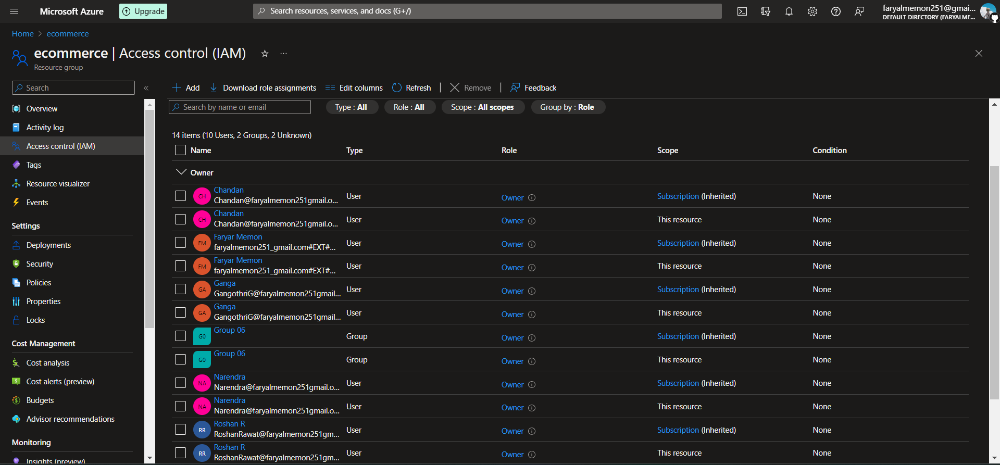 Microsoft Azure
Upgrade
Search resources, services, and docs (G+/)
faryalmemon251@gmai...
DEFAULT DIRECTORY (FARYALME...
Home > ecommerce
ecommerce | Access control (IAM)
...
Resource group
Search
«
Add
Download role assignments
Edit columns
Refresh
Remove
Feedback
Overview
Activity log
Access control (IAM)
Tags
Resource visualizer
Events
Settings
Deployments
Security
Policies
Properties
Locks
Cost Management
Cost analysis
Cost alerts (preview)
Budgets
Advisor recommendations
Monitoring
Insights (preview)
Search by name or email
Type : All
Role : All
Scope : All scopes
Group by : Role
14 items (10 Users, 2 Groups, 2 Unknown)
Name Type Role Scope Condition
Owner
CH Chandan
Chandan@faryalmemon251gmail.o... User Owner Subscription (Inherited) None
CH Chandan
Chandan@faryalmemon251gmail.o... User Owner This resource None
FM Faryar Memon
faryalmemon251_gmail.com#EXT#... User Owner Subscription (Inherited) None
FM Faryar Memon
faryalmemon251_gmail.com#EXT#... User Owner This resource None
GA Ganga
GangothriG@faryalmemon251gmail... User Owner Subscription (Inherited) None
GA Ganga
GangothriG@faryalmemon251gmail... User Owner This resource None
G0 Group 06
Group Owner Subscription (Inherited) None
G0 Group 06
Group Owner This resource None
NA Narendra
Narendra@faryalmemon251gmail.o... User Owner Subscription (Inherited) None
NA Narendra
Narendra@faryalmemon251gmail.o... User Owner This resource None
RR Roshan R
RoshanRawat@faryalmemon251gm... User Owner Subscription (Inherited) None
RR Roshan R
RoshanRawat@faryalmemon251gm... User Owner This resource None